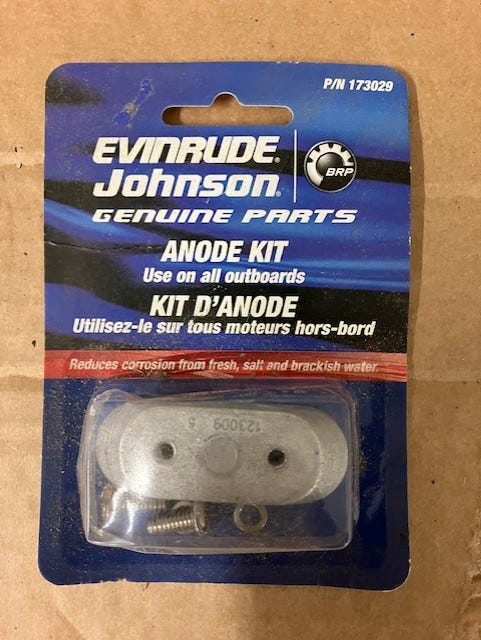 P/N 173029
EVINRUDE®
Johnson®
BRP
GENUINE PARTS
ANODE KIT
Use on all outboards
KIT D'ANODE
Utilisez-le sur tous moteurs hors-bord
Reduces corrosion from fresh, salt and brackish water.
123009 5